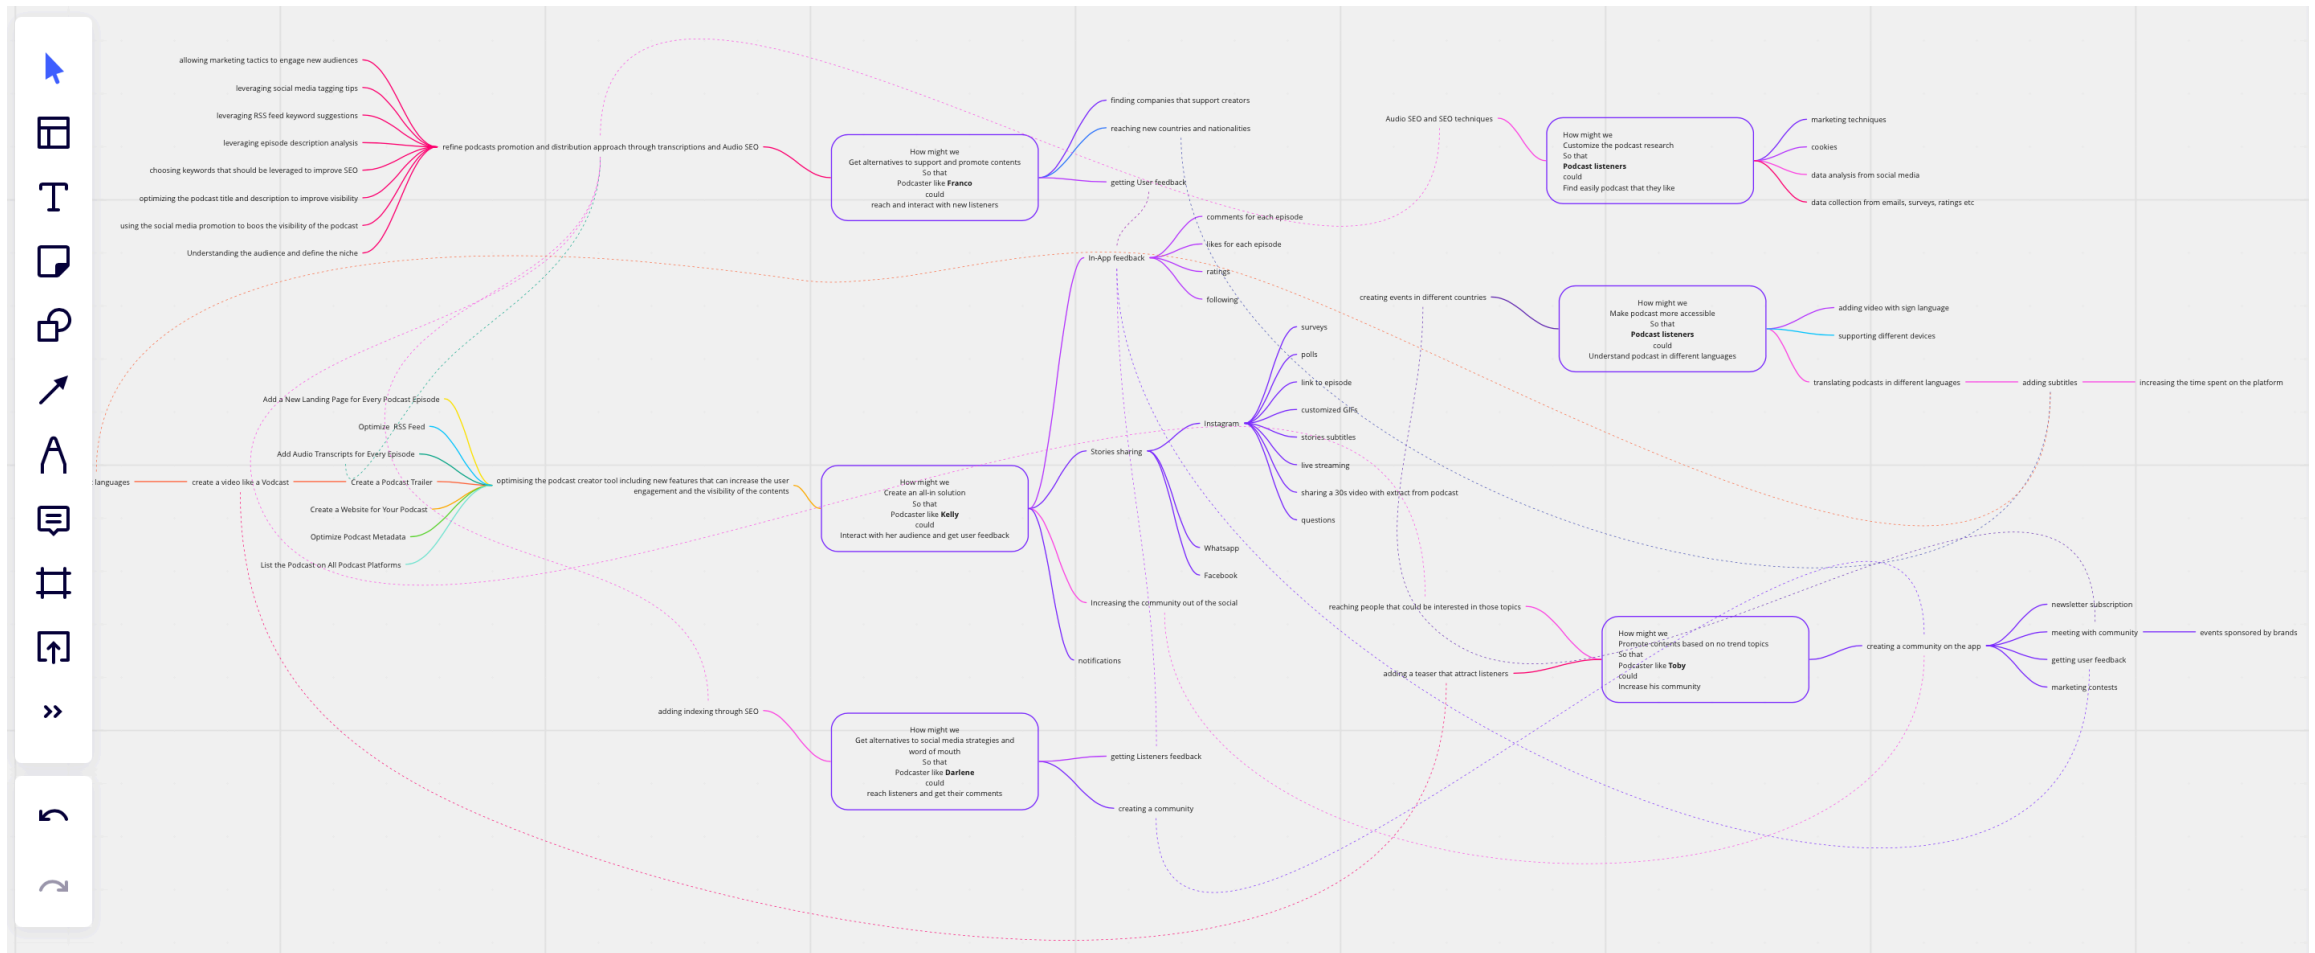 allowing marketing tactics to engage new audiences
leveraging social media tagging tips
leveraging RSS feed keyword suggestions
leveraging episode description analysis
choosing keywords that should be leveraged to improve SEO
optimizing the podcast title and description to improve visibility
using the social media promotion to boos the visibility of the podcast
Understanding the audience and define the niche
refine podcasts promotion and distribution approach through transcriptions and Audio SEO
How might we
Get alternatives to support and promote contents
So that
Podcaster like Franco
could
reach and interact with new listeners
finding companies that support creators
reaching new countries and nationalities
getting User feedback
Audio SEO and SEO techniques
How might we
Customize the podcast research
So that
Podcast listeners
could
Find easily podcast that they like
marketing techniques
cookies
data analysis from social media
data collection from emails, surveys, ratings etc
In-App feedback
comments for each episode
likes for each episode
ratings
following
creating events in different countries
How might we
Make podcast more accessible
So that
Podcast listeners
could
Understand podcast in different languages
adding video with sign language
supporting different devices
translating podcasts in different languages
adding subtitles
increasing the time spent on the platform
Add a New Landing Page for Every Podcast Episode
Optimize RSS Feed
Add Audio Transcripts for Every Episode
languages
create a video like a Vodcast
Create a Podcast Trailer
Create a Website for Your Podcast
Optimize Podcast Metadata
List the Podcast on All Podcast Platforms
optimising the podcast creator tool including new features that can increase the user
engagement and the visibility of the contents
How might we
Create an all-in solution
So that
Podcaster like Kelly
could
Interact with her audience and get user feedback
Stories sharing
Instagram
surveys
polls
link to episode
customized GIFs
stories subtitles
live streaming
sharing a 30s video with extract from podcast
questions
Whatsapp
Facebook
Increasing the community out of the social
notifications
reaching people that could be interested in those topics
adding a teaser that attract listeners
How might we
Promote contents based on no trend topics
So that
Podcaster like Toby
could
Increase his community
creating a community on the app
newsletter subscription
meeting with community
events sponsored by brands
getting user feedback
marketing contests
adding indexing through SEO
How might we
Get alternatives to social media strategies and
word of mouth
So that
Podcaster like Darlene
could
reach listeners and get their comments
getting Listeners feedback
creating a community